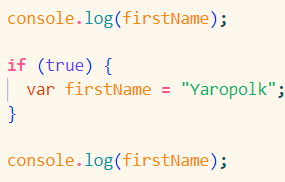 console.log(firstName);
if (true) {
  var firstName = "Yaropolk";
}
console.log(firstName);